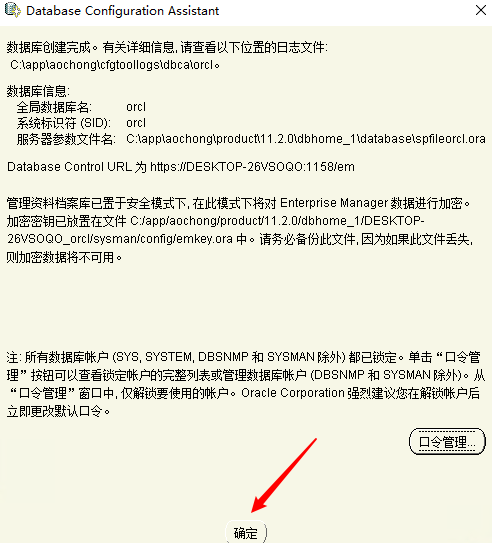 Database Configuration Assistant
数据库创建完成。有关详细信息, 请查看以下位置的日志文件:
C:\app\aochong\cfgtoollogs\dbca\orcl。
数据库信息:
全局数据库名: orcl
系统标识符 (SID): orcl
服务器参数文件名: C:\app\aochong\product\11.2.0\dbhome_1\database\spfileorcl.ora
Database Control URL 为 https://DESKTOP-26VSOQO:1158/em
管理资料档案库已置于安全模式下, 在此模式下将对 Enterprise Manager 数据进行加密。
加密密钥已放置在文件 C:/app/aochong/product/11.2.0/dbhome_1/DESKTOP-
26VSOQO_orcl/sysman/config/emkey.ora 中。请务必备份此文件, 因为如果此文件丢失,
则加密数据将不可用。
注: 所有数据库帐户 (SYS, SYSTEM, DBSNMP 和 SYSMAN 除外) 都已锁定。单击“口令管
理”按钮可以查看锁定帐户的完整列表或管理数据库帐户 (DBSNMP 和 SYSMAN 除外)。从
“口令管理”窗口中, 仅解锁要使用的帐户。Oracle Corporation 强烈建议您在解锁帐户后
立即更改默认口令。
口令管理...
确定